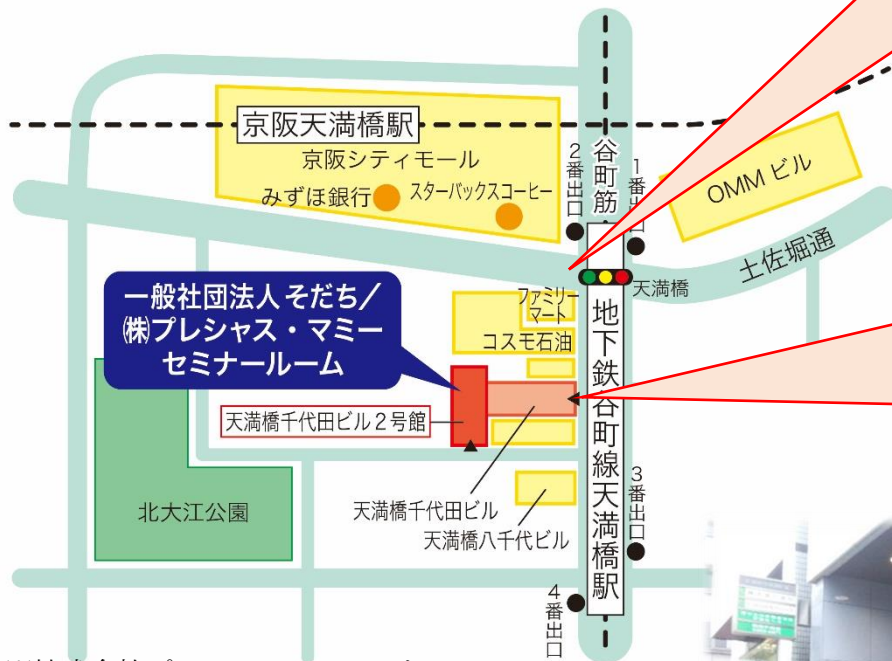 京阪天満橋駅
京阪シティモール
みずほ銀行
スターバックスコーヒー
2番出口
谷町筋
1番出口
OMMビル
土佐堀通
天満橋
ファミリー
マート
コスモ石油
一般社団法人そだち/
㈱プレシャス・マミー
セミナールーム
天満橋千代田ビル2号館
地下鉄谷町線天満橋駅
北大江公園
天満橋千代田ビル
天満橋八千代ビル
3番出口
4番出口